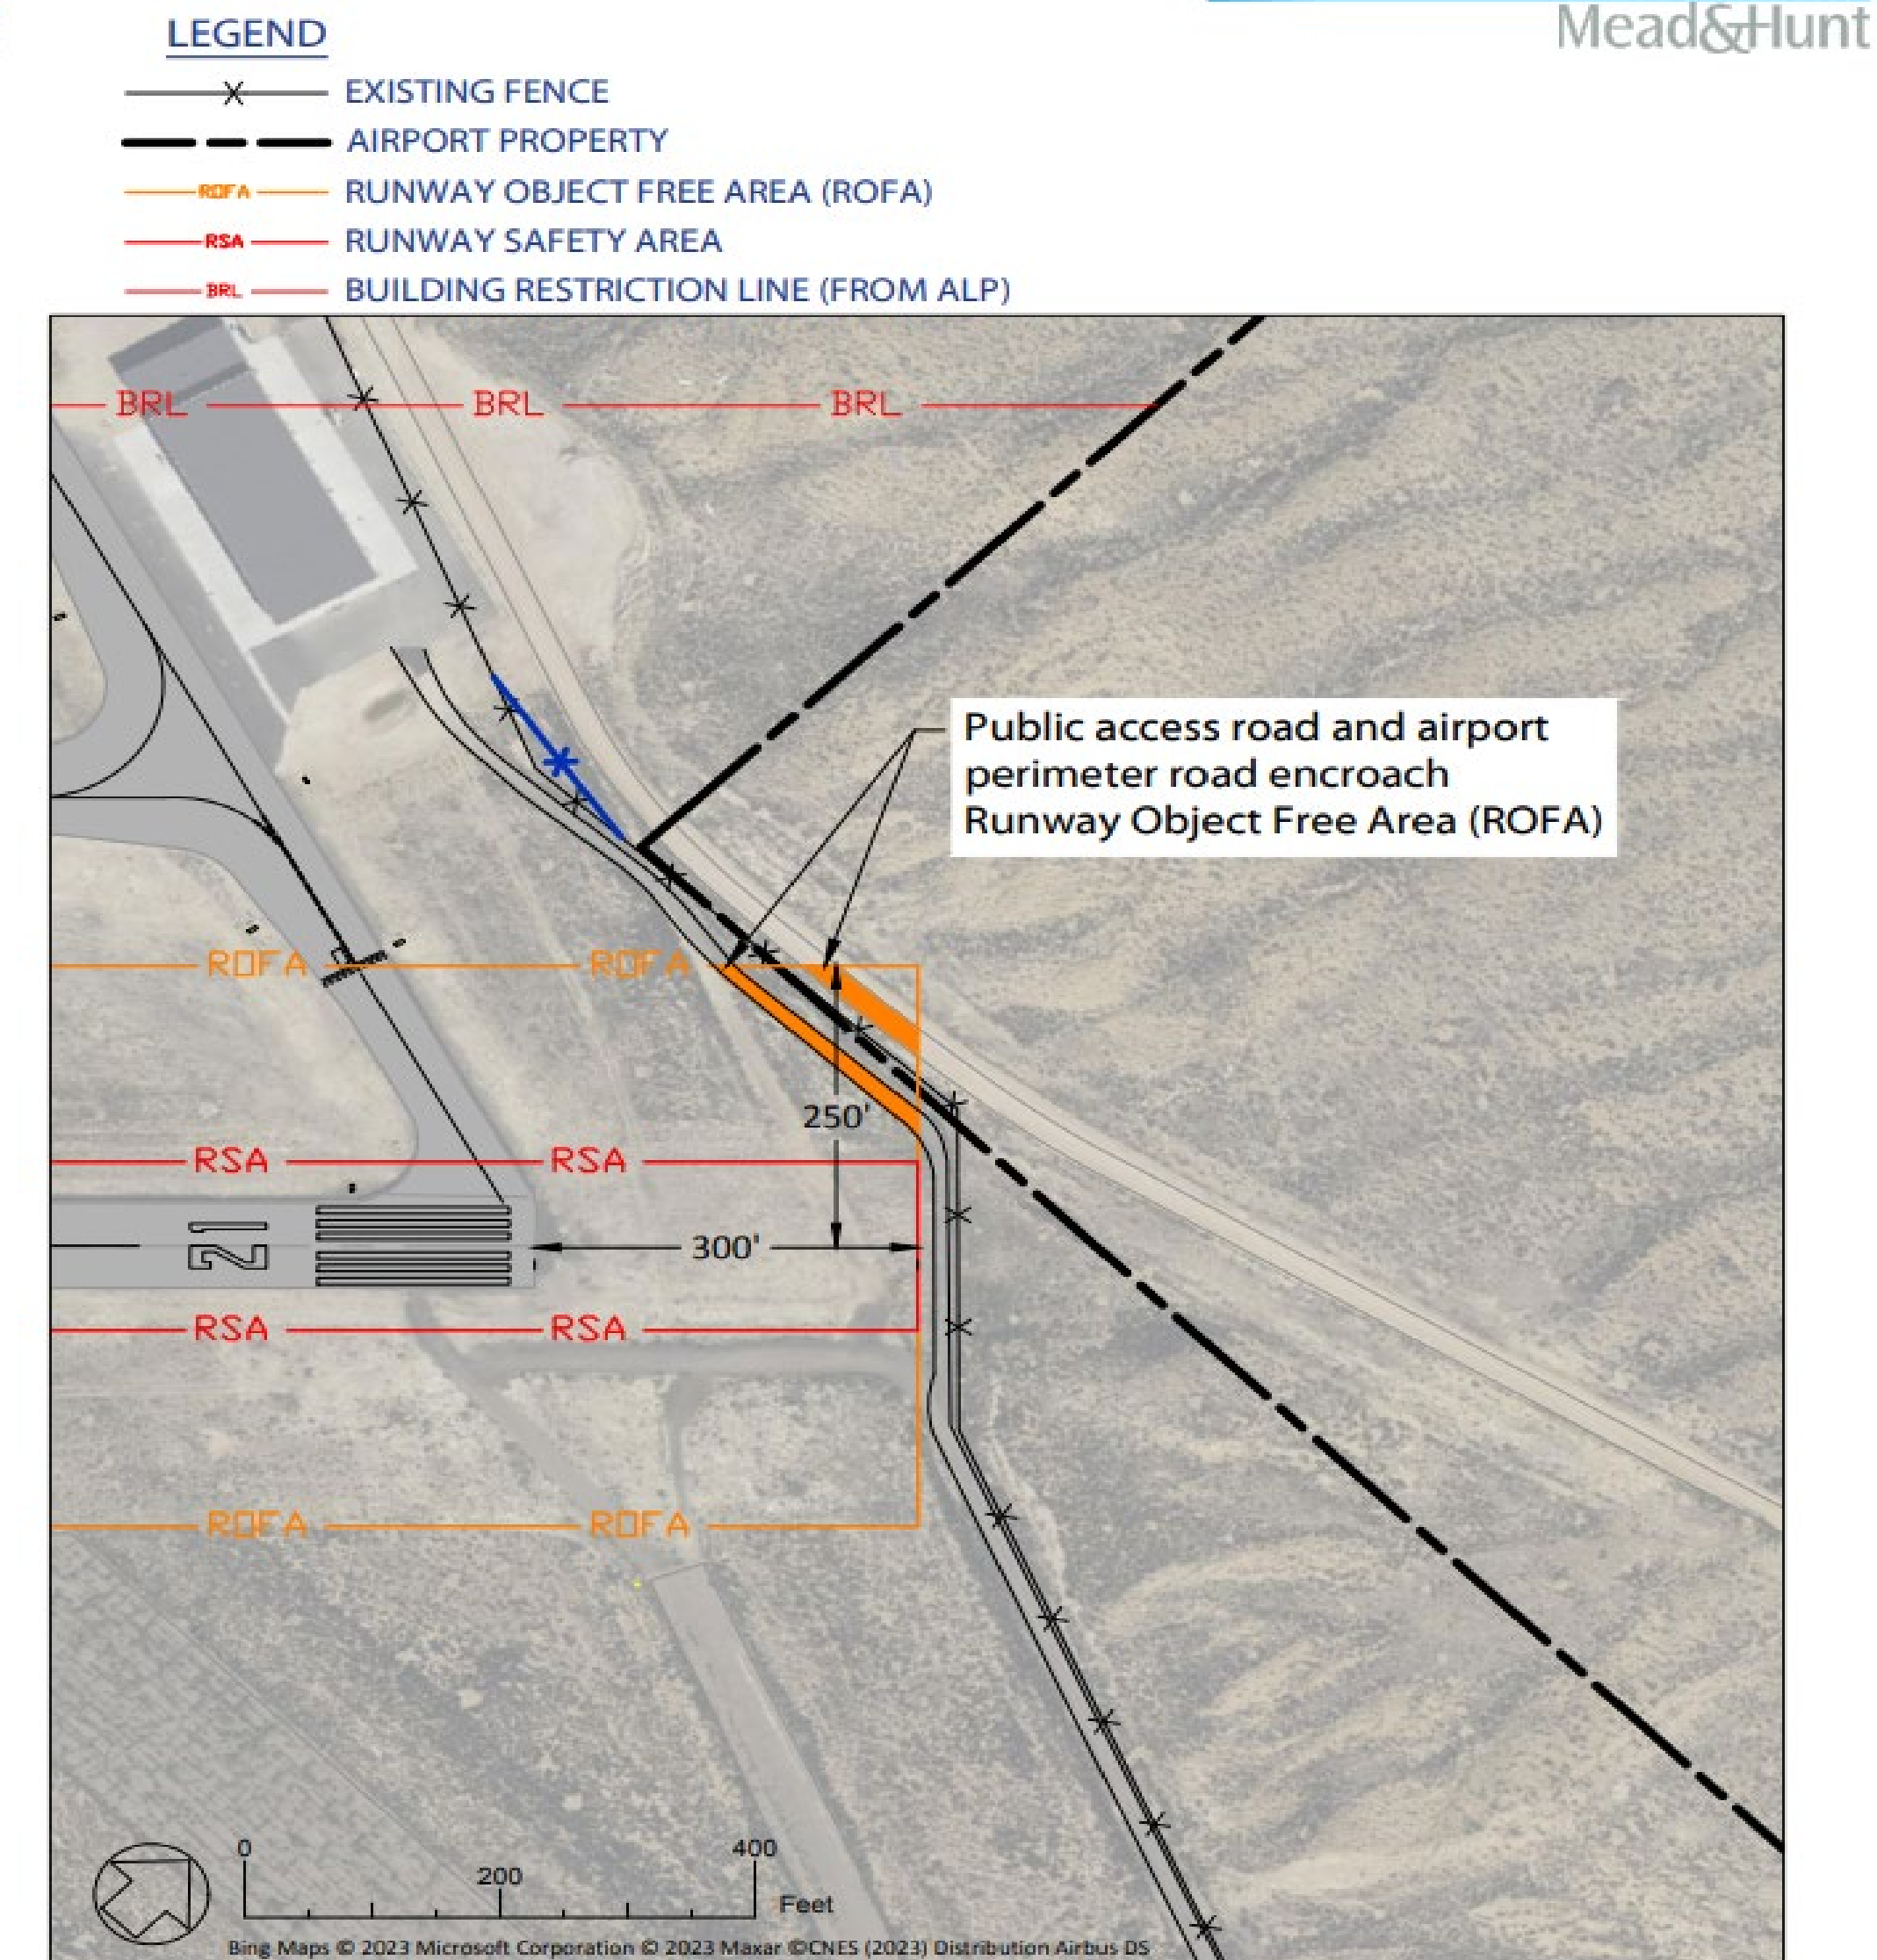 Mead&Hunt
LEGEND
EXISTING FENCE
AIRPORT PROPERTY
ROFA RUNWAY OBJECT FREE AREA (ROFA)
RSA RUNWAY SAFETY AREA
BRL BUILDING RESTRICTION LINE (FROM ALP)
BRL BRL BRL
Public access road and airport
perimeter road encroach
Runway Object Free Area (ROFA)
ROFA ROFA
250'
RSA RSA
21
300'
RSA RSA
ROFA ROFA
0 400
200
Feet
Bing Maps © 2023 Microsoft Corporation © 2023 Maxar ©CNES (2023) Distribution Airbus DS